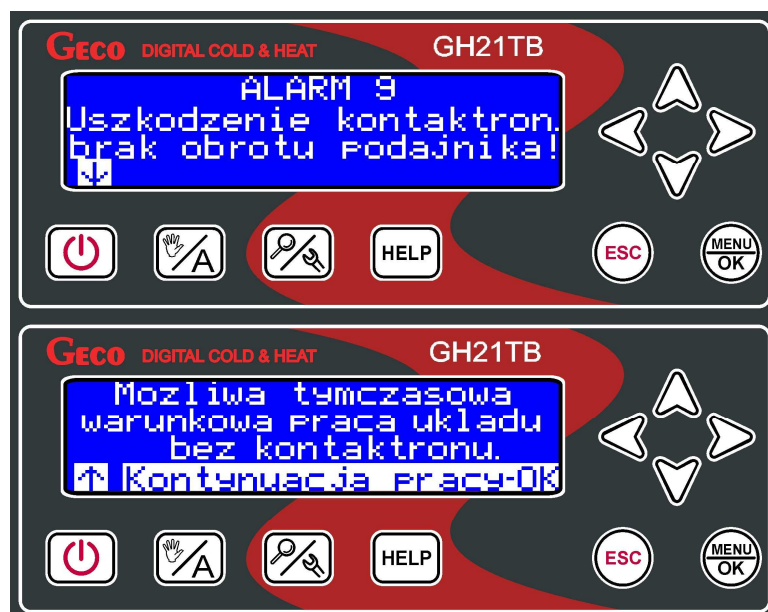 GECO DIGITAL COLD & HEAT GH21TB
ALARM 9
Uszkodzenie kontaktron.
brak obrotu podajnika!
↓
A HELP ESC MENU OK
GECO DIGITAL COLD & HEAT GH21TB
Mozliwa tymczasowa
warunkowa praca ukladu
bez kontaktronu.
↑ Kontynuacja pracy-OK
A HELP ESC MENU OK